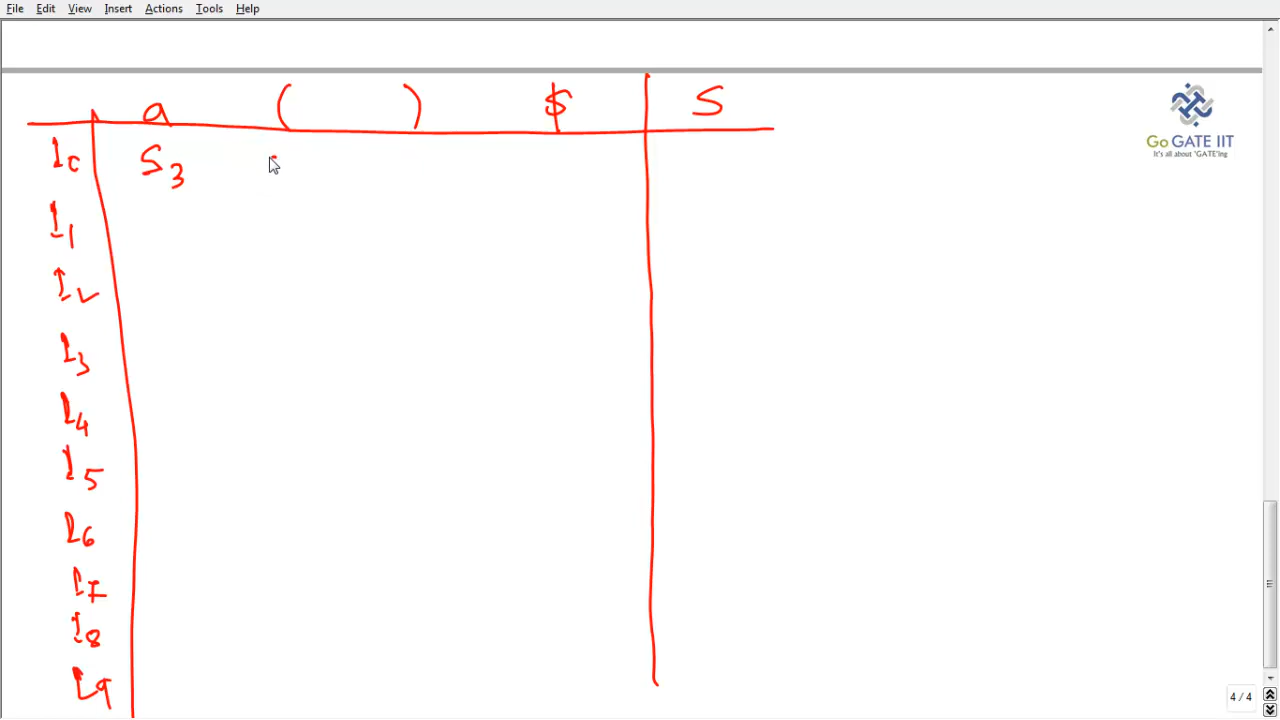 File Edit View Insert Actions Tools Help
a ( ) $ S
Go GATE IIT
It's all about 'GATE'ing
I0 S3
I1
I2
I3
I4
I5
I6
I7
I8
I9
4 / 4